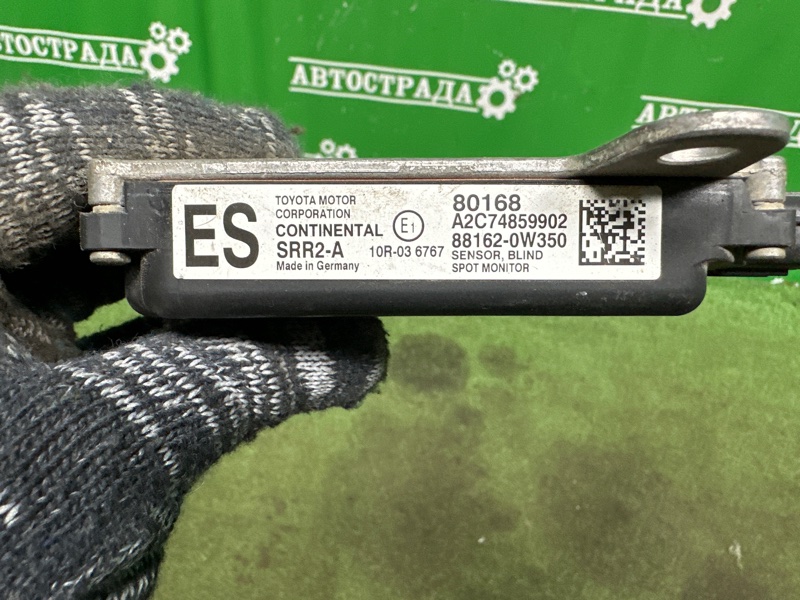 АВТОСТРАДА
АВТОСТРАДА
ES
TOYOTA MOTOR
CORPORATION
CONTINENTAL
SRR2-A
Made in Germany
E1
10R-03 6767
80168
A2C74859902
88162-0W350
SENSOR, BLIND
SPOT MONITOR